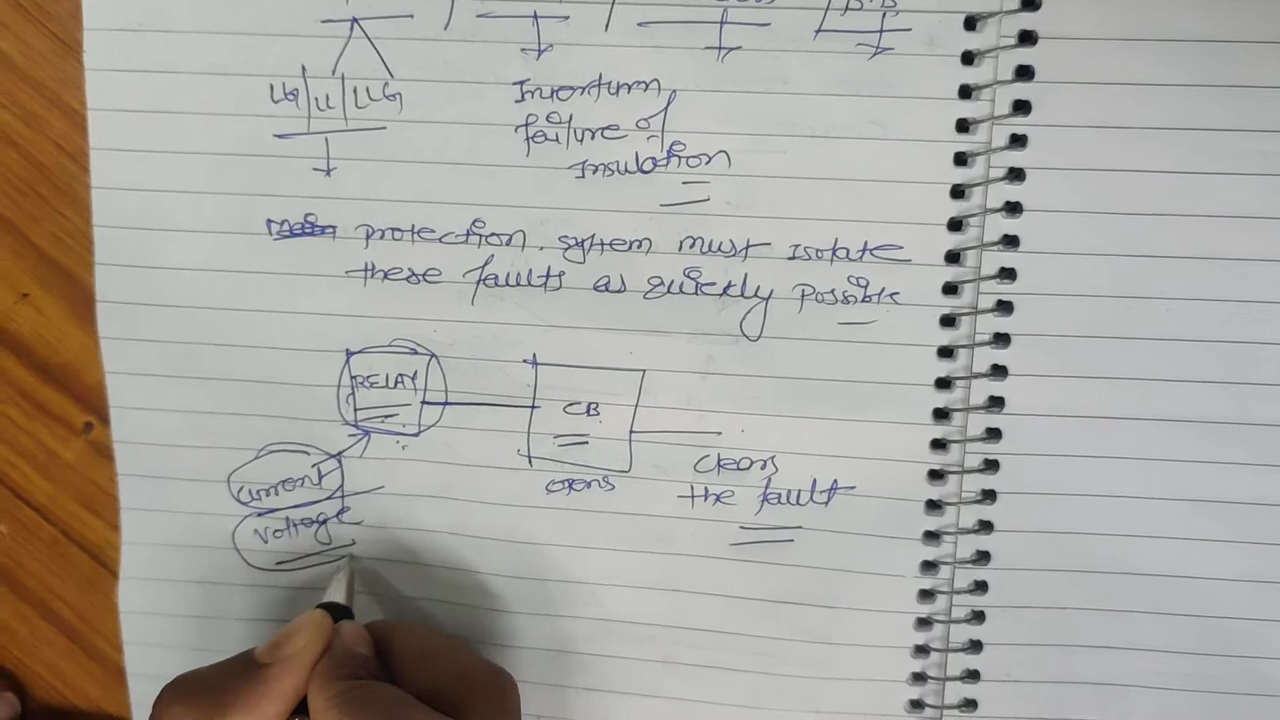 LG | LL | LLG
Interturn
failure of
Insulation
protection system must isolate
these faults as quickly possible
RELAY
CB
current
voltage
opens
clears
the fault